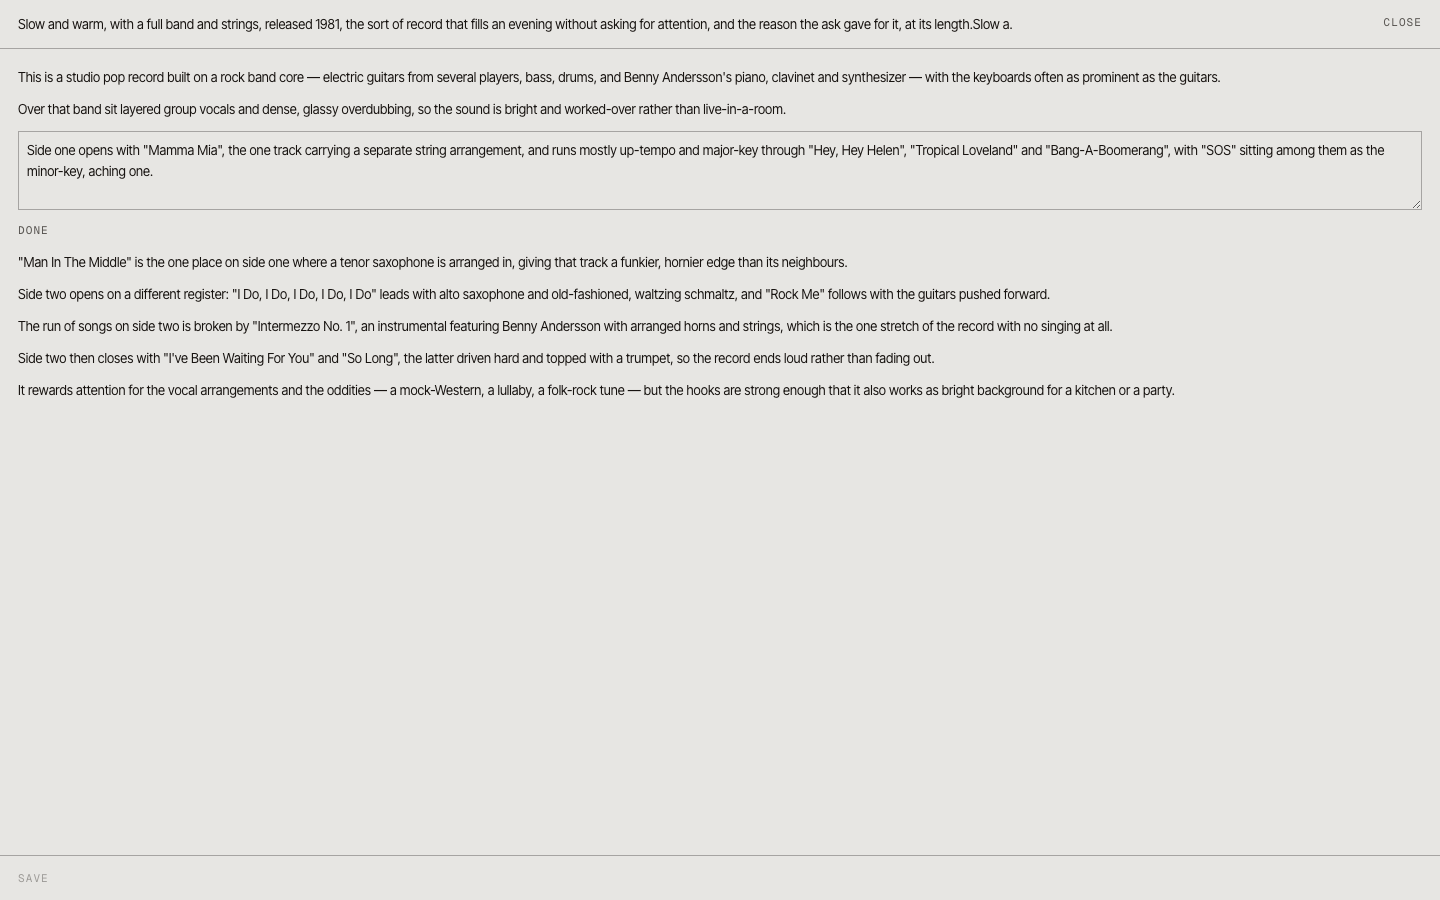 Slow and warm, with a full band and strings, released 1981, the sort of record that fills an evening without asking for attention, and the reason the ask gave for it, at its length.Slow a.
CLOSE
This is a studio pop record built on a rock band core — electric guitars from several players, bass, drums, and Benny Andersson's piano, clavinet and synthesizer — with the keyboards often as prominent as the guitars.
Over that band sit layered group vocals and dense, glassy overdubbing, so the sound is bright and worked-over rather than live-in-a-room.
Side one opens with "Mamma Mia", the one track carrying a separate string arrangement, and runs mostly up-tempo and major-key through "Hey, Hey Helen", "Tropical Loveland" and "Bang-A-Boomerang", with "SOS" sitting among them as the
minor-key, aching one.
DONE
"Man In The Middle" is the one place on side one where a tenor saxophone is arranged in, giving that track a funkier, hornier edge than its neighbours.
Side two opens on a different register: "I Do, I Do, I Do, I Do, I Do" leads with alto saxophone and old-fashioned, waltzing schmaltz, and "Rock Me" follows with the guitars pushed forward.
The run of songs on side two is broken by "Intermezzo No. 1", an instrumental featuring Benny Andersson with arranged horns and strings, which is the one stretch of the record with no singing at all.
Side two then closes with "I've Been Waiting For You" and "So Long", the latter driven hard and topped with a trumpet, so the record ends loud rather than fading out.
It rewards attention for the vocal arrangements and the oddities — a mock-Western, a lullaby, a folk-rock tune — but the hooks are strong enough that it also works as bright background for a kitchen or a party.
SAVE